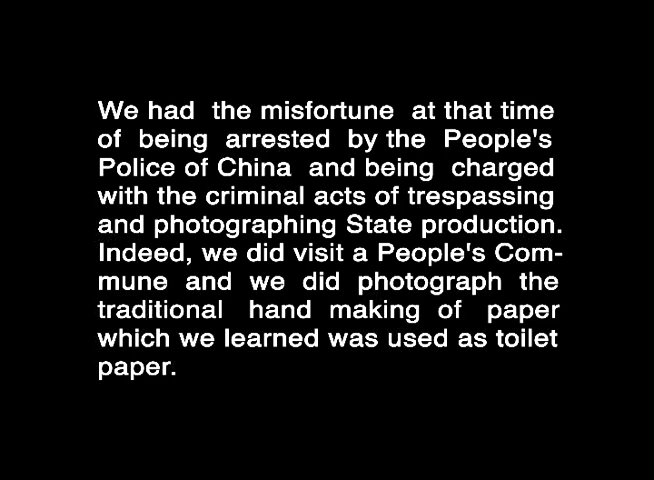 We had the misfortune at that time
of being arrested by the People's
Police of China and being charged
with the criminal acts of trespassing
and photographing State production.
Indeed, we did visit a People's Com-
mune and we did photograph the
traditional hand making of paper
which we learned was used as toilet
paper.